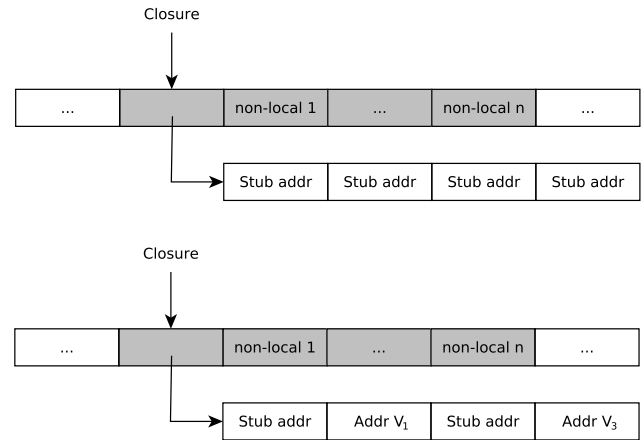 Closure
... non-local 1 ... non-local n ...
Stub addr Stub addr Stub addr Stub addr
Closure
... non-local 1 ... non-local n ...
Stub addr Addr V₁ Stub addr Addr V₃